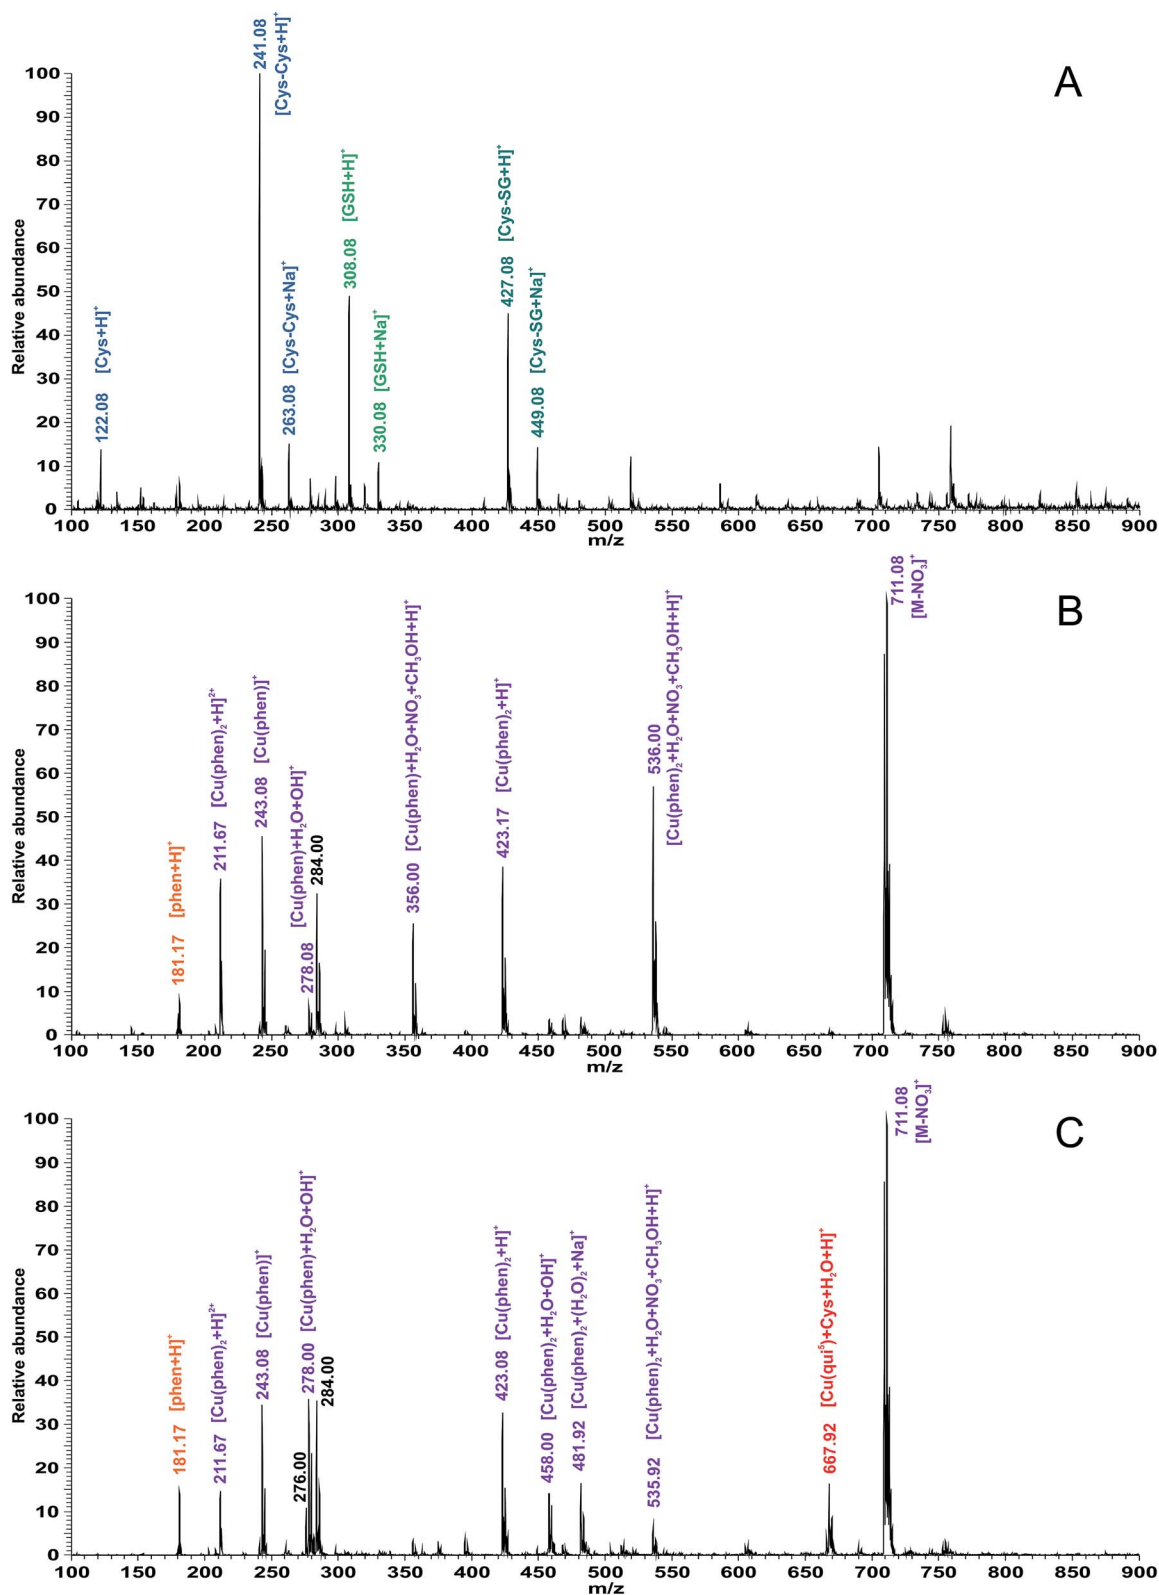 A
Relative abundance
100
90
80
70
60
50
40
30
20
10
0
122.08 [Cys+H]⁺
241.08
[Cys-Cys+H]⁺
263.08 [Cys-Cys+Na]⁺
308.08 [GSH+H]⁺
330.08 [GSH+Na]⁺
427.08 [Cys-SG+H]⁺
449.08 [Cys-SG+Na]⁺
100 150 200 250 300 350 400 450 500 550 600 650 700 750 800 850 900
m/z
B
Relative abundance
100
90
80
70
60
50
40
30
20
10
0
181.17 [phen+H]⁺
211.67 [Cu(phen)₂+H]²⁺
243.08 [Cu(phen)]⁺
278.08 [Cu(phen)+H₂O+OH]⁺
284.00
356.00 [Cu(phen)+H₂O+NO₃+CH₃OH+H]⁺
423.17 [Cu(phen)₂+H]⁺
536.00
[Cu(phen)₂+H₂O+NO₃+CH₃OH+H]⁺
711.08
[M-NO₃]⁺
100 150 200 250 300 350 400 450 500 550 600 650 700 750 800 850 900
m/z
C
Relative abundance
100
90
80
70
60
50
40
30
20
10
0
181.17 [phen+H]⁺
211.67 [Cu(phen)₂+H]²⁺
243.08 [Cu(phen)]⁺
276.00
278.00 [Cu(phen)+H₂O+OH]⁺
284.00
423.08 [Cu(phen)₂+H]⁺
458.00 [Cu(phen)₂+H₂O+OH]⁺
481.92 [Cu(phen)₂+(H₂O)₂+Na]⁺
535.92 [Cu(phen)₂+H₂O+NO₃+CH₃OH+H]⁺
667.92 [Cu(qui⁵)+Cys+H₂O+H]⁺
711.08
[M-NO₃]⁺
100 150 200 250 300 350 400 450 500 550 600 650 700 750 800 850 900
m/z